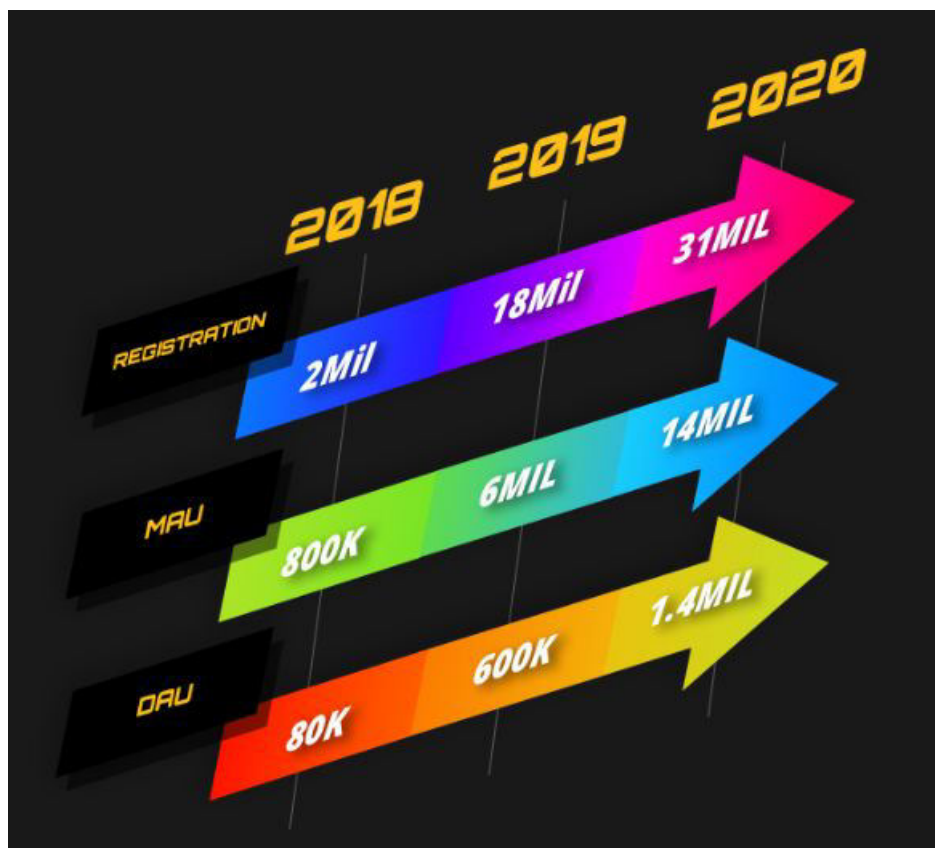 2018
2019
2020
REGISTRATION
2Mil
18Mil
31MIL
MAU
800K
6MIL
14MIL
DAU
80K
600K
1.4MIL